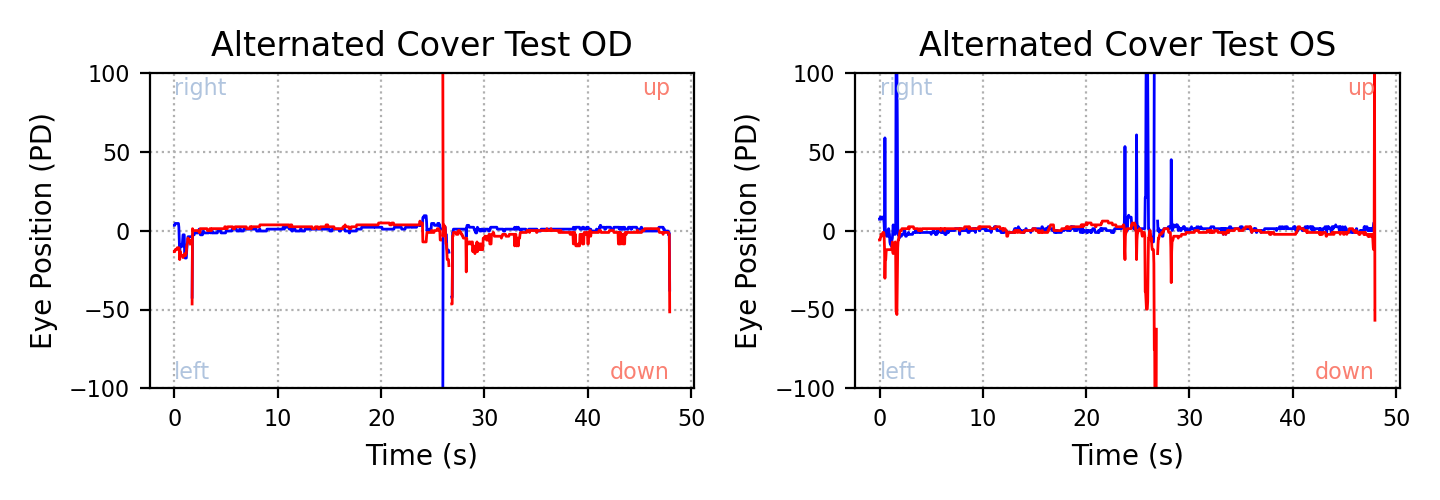 Alternated Cover Test OD
100
50
0
−50
−100
Eye Position (PD)
right
up
left
down
0 10 20 30 40 50
Time (s)
Alternated Cover Test OS
100
50
0
−50
−100
Eye Position (PD)
right
up
left
down
0 10 20 30 40 50
Time (s)